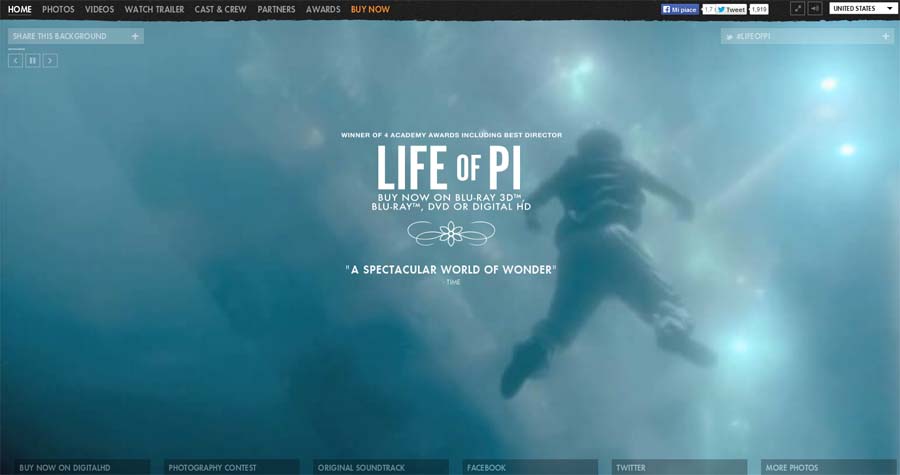 HOME PHOTOS VIDEOS WATCH TRAILER CAST & CREW PARTNERS AWARDS BUY NOW Mi piace Tweet 1,919 UNITED STATES
SHARE THIS BACKGROUND + #LIFEOFPI +
WINNER OF 4 ACADEMY AWARDS INCLUDING BEST DIRECTOR
LIFE OF PI
BUY NOW ON BLU-RAY 3D™,
BLU-RAY™, DVD OR DIGITAL HD
"A SPECTACULAR WORLD OF WONDER"
- TIME
BUY NOW ON DIGITALHD PHOTOGRAPHY CONTEST ORIGINAL SOUNDTRACK FACEBOOK TWITTER MORE PHOTOS